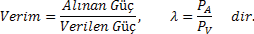 Verim = Alınan Güç / Verilen Güç, λ = P_A / P_V dir.